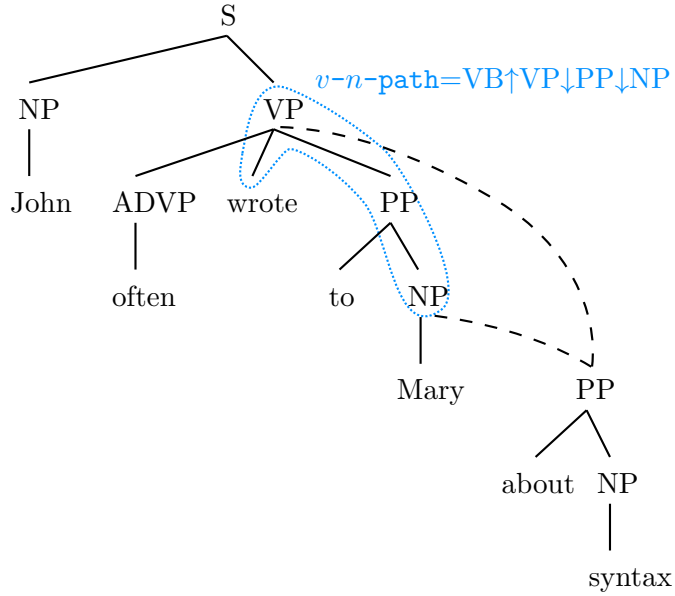 S
v-n-path=VB↑VP↓PP↓NP
NP VP
John ADVP wrote PP
often to NP
Mary PP
about NP
syntax